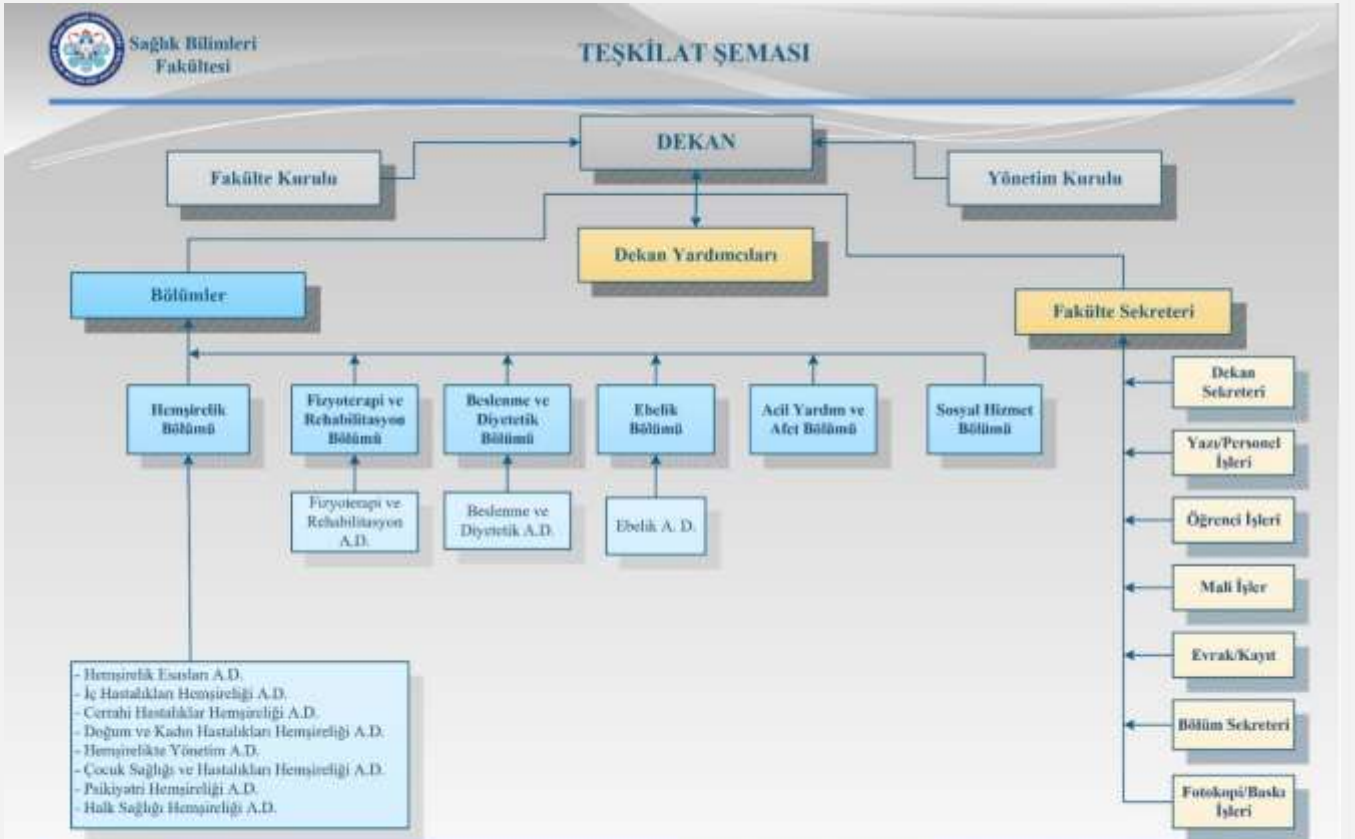 Sağlık Bilimleri
Fakültesi
TEŞKİLAT ŞEMASI
DEKAN
Fakülte Kurulu
Yönetim Kurulu
Dekan Yardımcıları
Bölümler
Fakülte Sekreteri
Hemşirelik
Bölümü
Fizyoterapi ve
Rehabilitasyon
Bölümü
Beslenme ve
Diyetetik
Bölümü
Ebelik
Bölümü
Acil Yardım ve
Afet Bölümü
Sosyal Hizmet
Bölümü
Fizyoterapi ve
Rehabilitasyon
A.D.
Beslenme ve
Diyetetik A.D.
Ebelik A. D.
- Hemşirelik Esasları A.D.
- İç Hastalıkları Hemşireliği A.D.
- Cerrahi Hastalıklar Hemşireliği A.D.
- Doğum ve Kadın Hastalıkları Hemşireliği A.D.
- Hemşirelikte Yönetim A.D.
- Çocuk Sağlığı ve Hastalıkları Hemşireliği A.D.
- Psikiyatri Hemşireliği A.D.
- Halk Sağlığı Hemşireliği A.D.
Dekan
Sekreteri
Yazı/Personel
İşleri
Öğrenci İşleri
Mali İşler
Evrak/Kayıt
Bölüm Sekreteri
Fotokopi/Baskı
İşleri